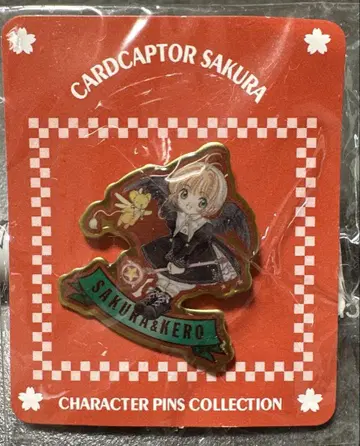 CARDCAPTOR SAKURA
SAKURA&KERO
CHARACTER PINS COLLECTION